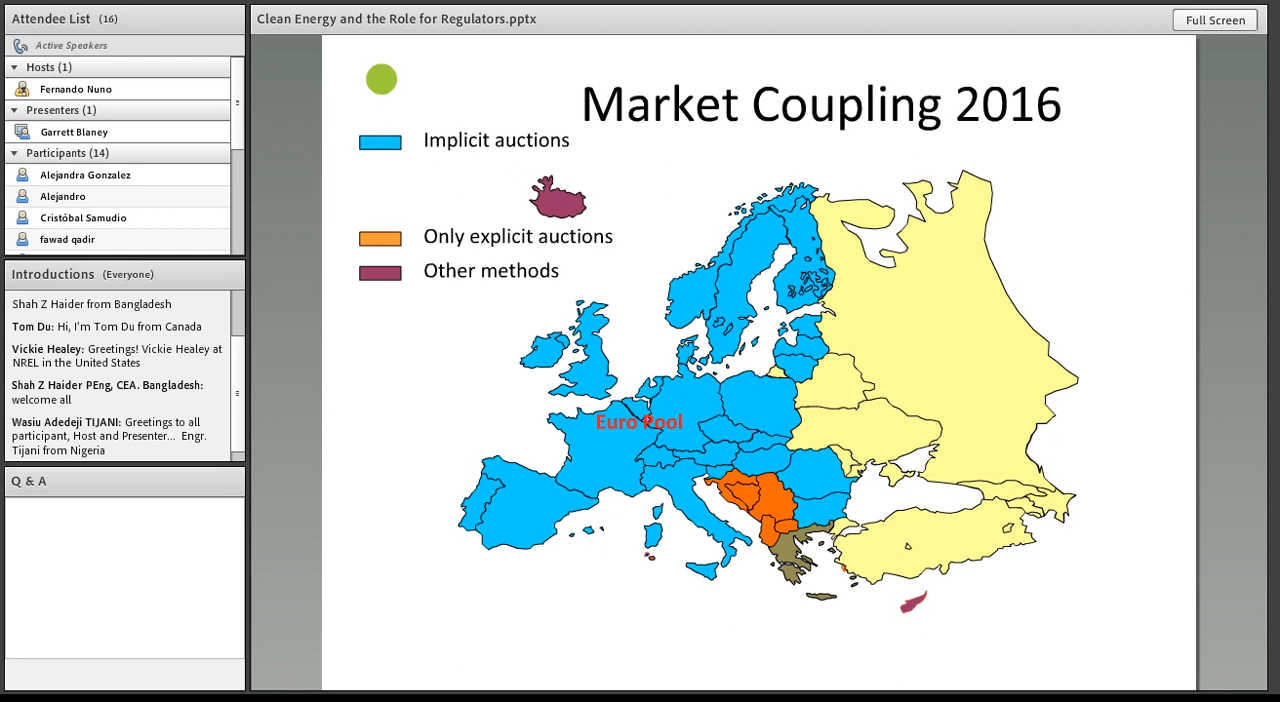 Attendee List (16)
Active Speakers
Hosts (1)
Fernando Nuno
Presenters (1)
Garrett Blaney
Participants (14)
Alejandra Gonzalez
Alejandro
Cristóbal Samudio
fawad qadir
Introductions (Everyone)
Shah Z Haider from Bangladesh
Tom Du: Hi, I'm Tom Du from Canada
Vickie Healey: Greetings! Vickie Healey at
NREL in the United States
Shah Z Haider PEng, CEA. Bangladesh:
welcome all
Wasiu Adedeji TIJANI: Greetings to all
participant, Host and Presenter... Engr.
Tijani from Nigeria
Q & A
Clean Energy and the Role for Regulators.pptx
Full Screen
Market Coupling 2016
Implicit auctions
Only explicit auctions
Other methods
Euro Pool